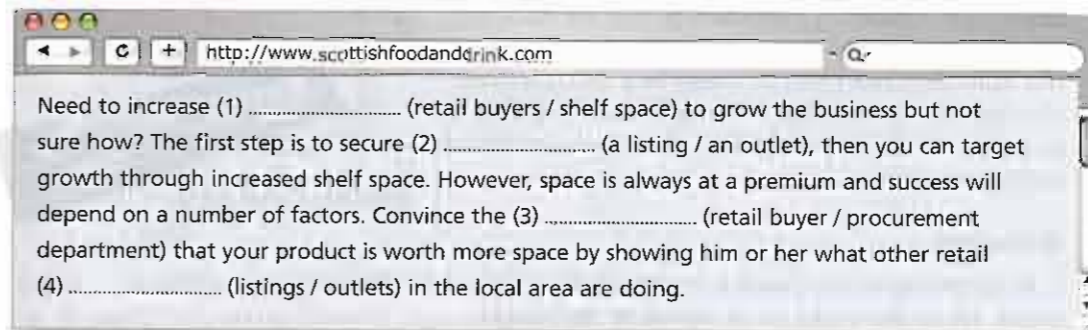 http://www.scottishfoodanddrink.com
Need to increase (1) .............................. (retail buyers / shelf space) to grow the business but not
sure how? The first step is to secure (2) .............................. (a listing / an outlet), then you can target
growth through increased shelf space. However, space is always at a premium and success will
depend on a number of factors. Convince the (3) .............................. (retail buyer / procurement
department) that your product is worth more space by showing him or her what other retail
(4) .............................. (listings / outlets) in the local area are doing.